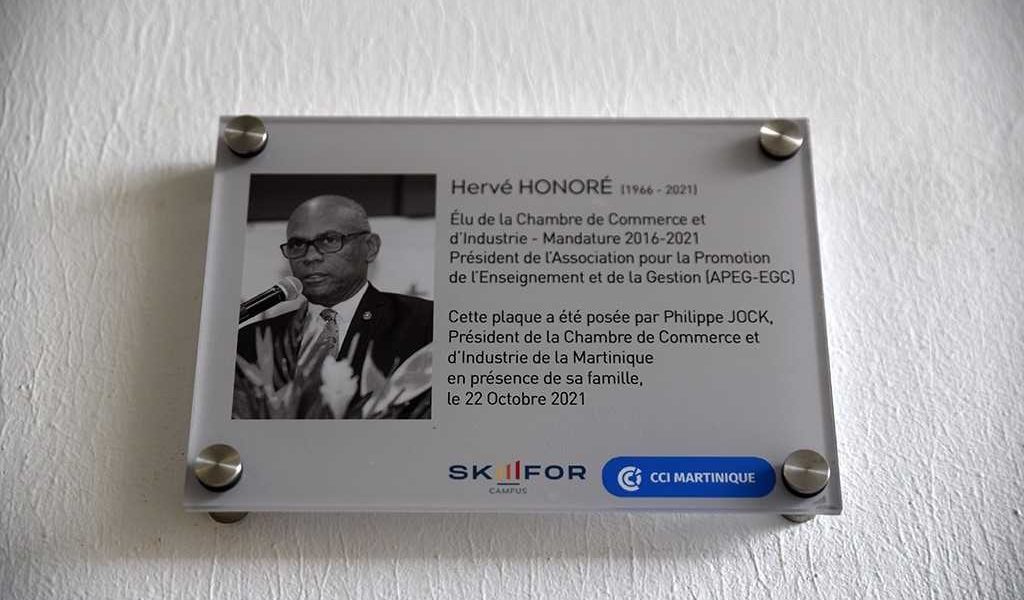 Hervé HONORÉ (1966 - 2021)
Élu de la Chambre de Commerce et
d'Industrie - Mandature 2016-2021
Président de l'Association pour la Promotion
de l'Enseignement et de la Gestion (APEG-EGC)
Cette plaque a été posée par Philippe JOCK,
Président de la Chambre de Commerce et
d'Industrie de la Martinique
en présence de sa famille,
le 22 Octobre 2021
SKILLFOR
CAMPUS
CCI MARTINIQUE